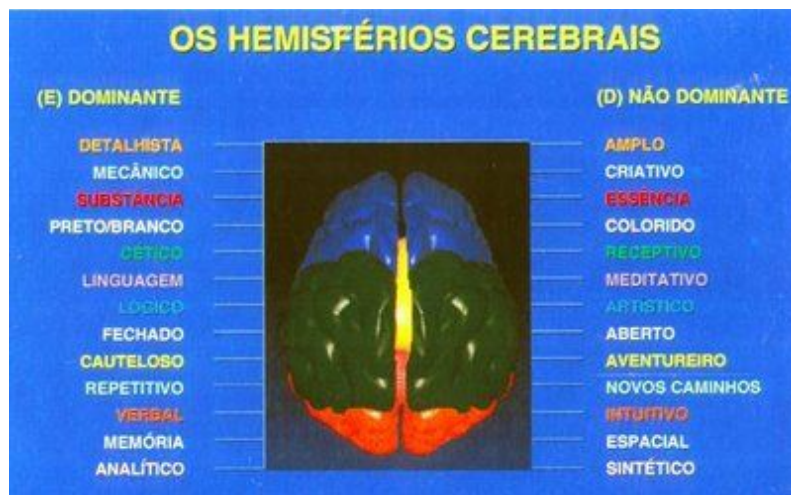 OS HEMISFÉRIOS CEREBRAIS
(E) DOMINANTE
(D) NÃO DOMINANTE
DETALHISTA
AMPLO
MECÂNICO
CRIATIVO
SUBSTÂNCIA
ESSÊNCIA
PRETO/BRANCO
COLORIDO
CÉTICO
RECEPTIVO
LINGUAGEM
MEDITATIVO
LÓGICO
ARTÍSTICO
FECHADO
ABERTO
CAUTELOSO
AVENTUREIRO
REPETITIVO
NOVOS CAMINHOS
VERBAL
INTUITIVO
MEMÓRIA
ESPACIAL
ANALÍTICO
SINTÉTICO